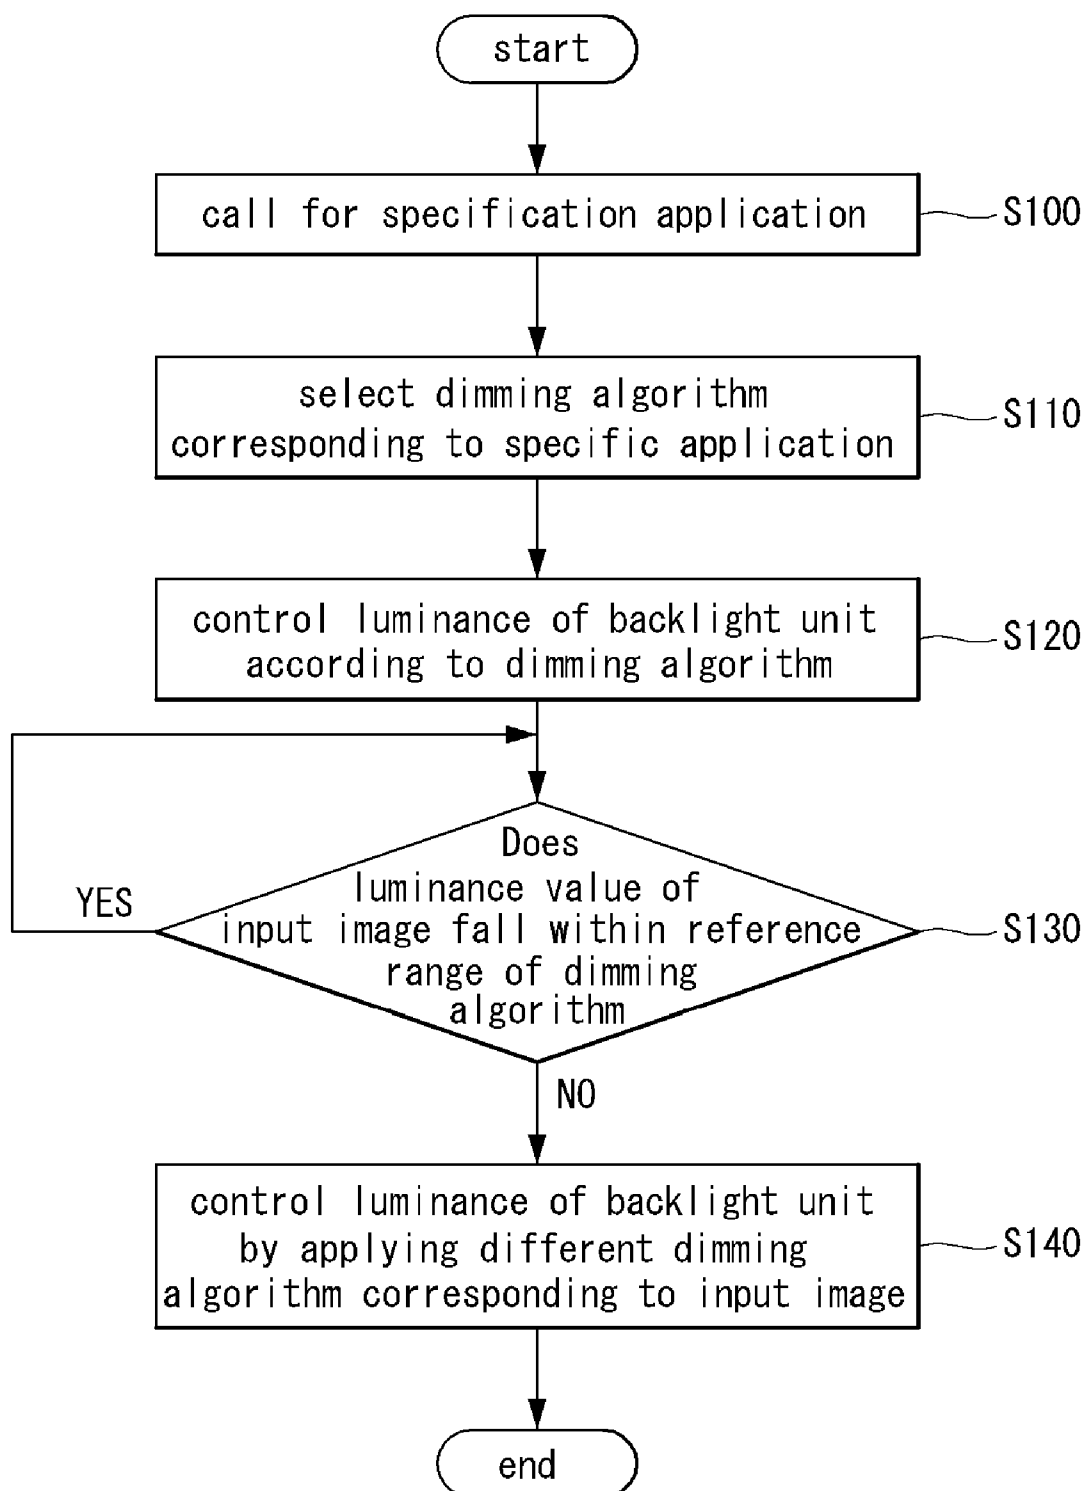 start
call for specification application
S100
select dimming algorithm
corresponding to specific application
S110
control luminance of backlight unit
according to dimming algorithm
S120
Does
luminance value of
input image fall within reference
range of dimming
algorithm
YES
S130
NO
control luminance of backlight unit
by applying different dimming
algorithm corresponding to input image
S140
end